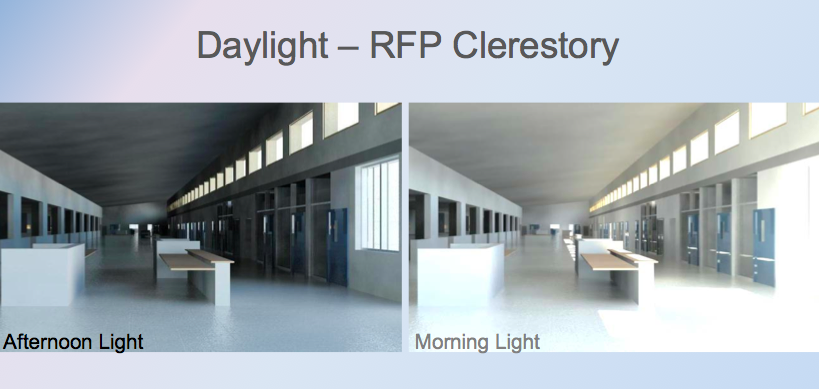 Daylight – RFP Clerestory
Afternoon Light
Morning Light